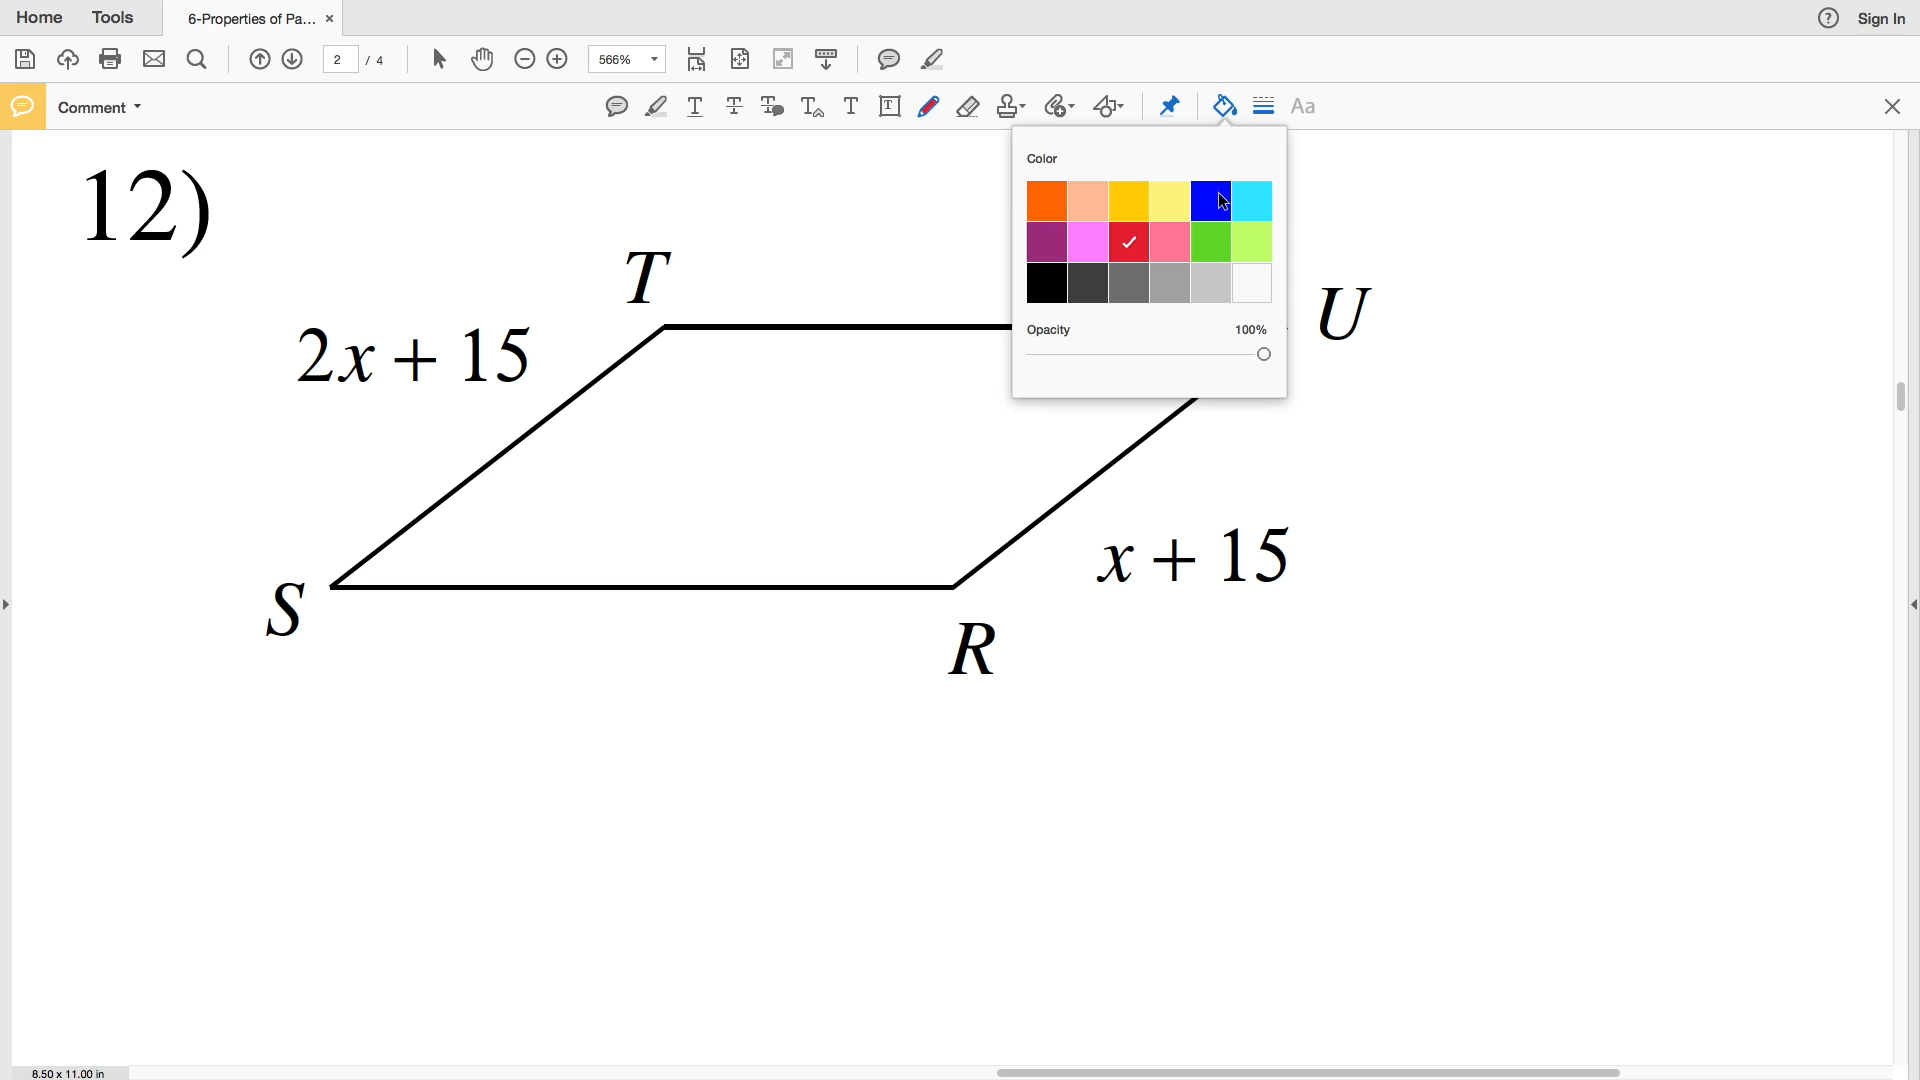 Home Tools 6-Properties of Pa... × ? Sign In
2 / 4 566%
Comment T T T T T T Aa
Color
12)
T
U
2x + 15
Opacity 100%
x + 15
S
R
8.50 x 11.00 in